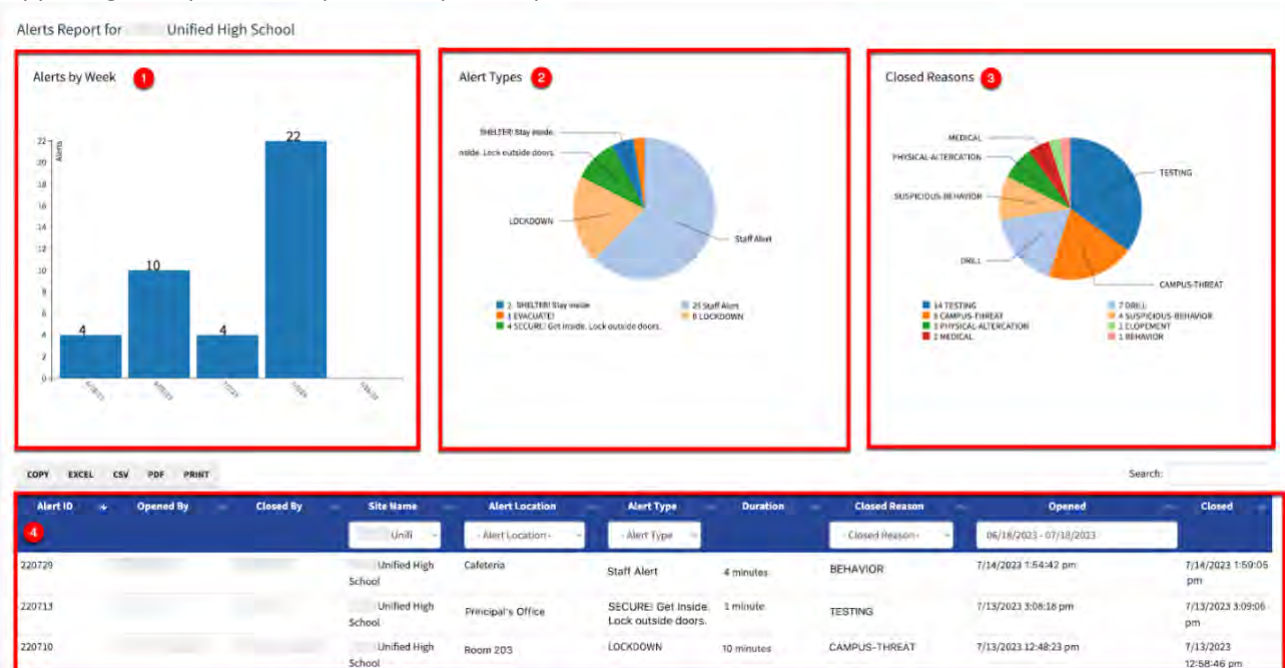 Alerts Report for Unified High School
Alerts by Week 1
Alerts
22
20
18
16
14
12
10
8
6
4
2
0
4
10
4
22
Alert Types 2
SHELTER! Stay inside.
nside. Lock outside doors.
LOCKDOWN
Staff Alert
2 SHELTER! Stay inside
1 EVACUATE!
4 SECURE! Get Inside. Lock outside doors.
25 Staff Alert
8 LOCKDOWN
Closed Reasons 3
MEDICAL
PHYSICAL-ALTERCATION
SUSPICIOUS-BEHAVIOR
DRILL
TESTING
CAMPUS-THREAT
14 TESTING
8 CAMPUS-THREAT
3 PHYSICAL-ALTERCATION
2 MEDICAL
7 DRILL
4 SUSPICIOUS-BEHAVIOR
1 ELOPEMENT
1 BEHAVIOR
COPY EXCEL CSV PDF PRINT
Search:
Alert ID Opened By Closed By Site Name Alert Location Alert Type Duration Closed Reason Opened Closed
4 Unifi - Alert Location - - Alert Type - Closed Reason - 06/18/2023 - 07/18/2023
220729 Unified High School Cafeteria Staff Alert 4 minutes BEHAVIOR 7/14/2023 1:54:42 pm 7/14/2023 1:59:05 pm
220713 Unified High School Principal's Office SECURE! Get Inside. Lock outside doors. 1 minute TESTING 7/13/2023 3:08:18 pm 7/13/2023 3:09:06 pm
220710 Unified High School Room 203 LOCKDOWN 10 minutes CAMPUS-THREAT 7/13/2023 12:48:23 pm 7/13/2023 12:58:46 pm